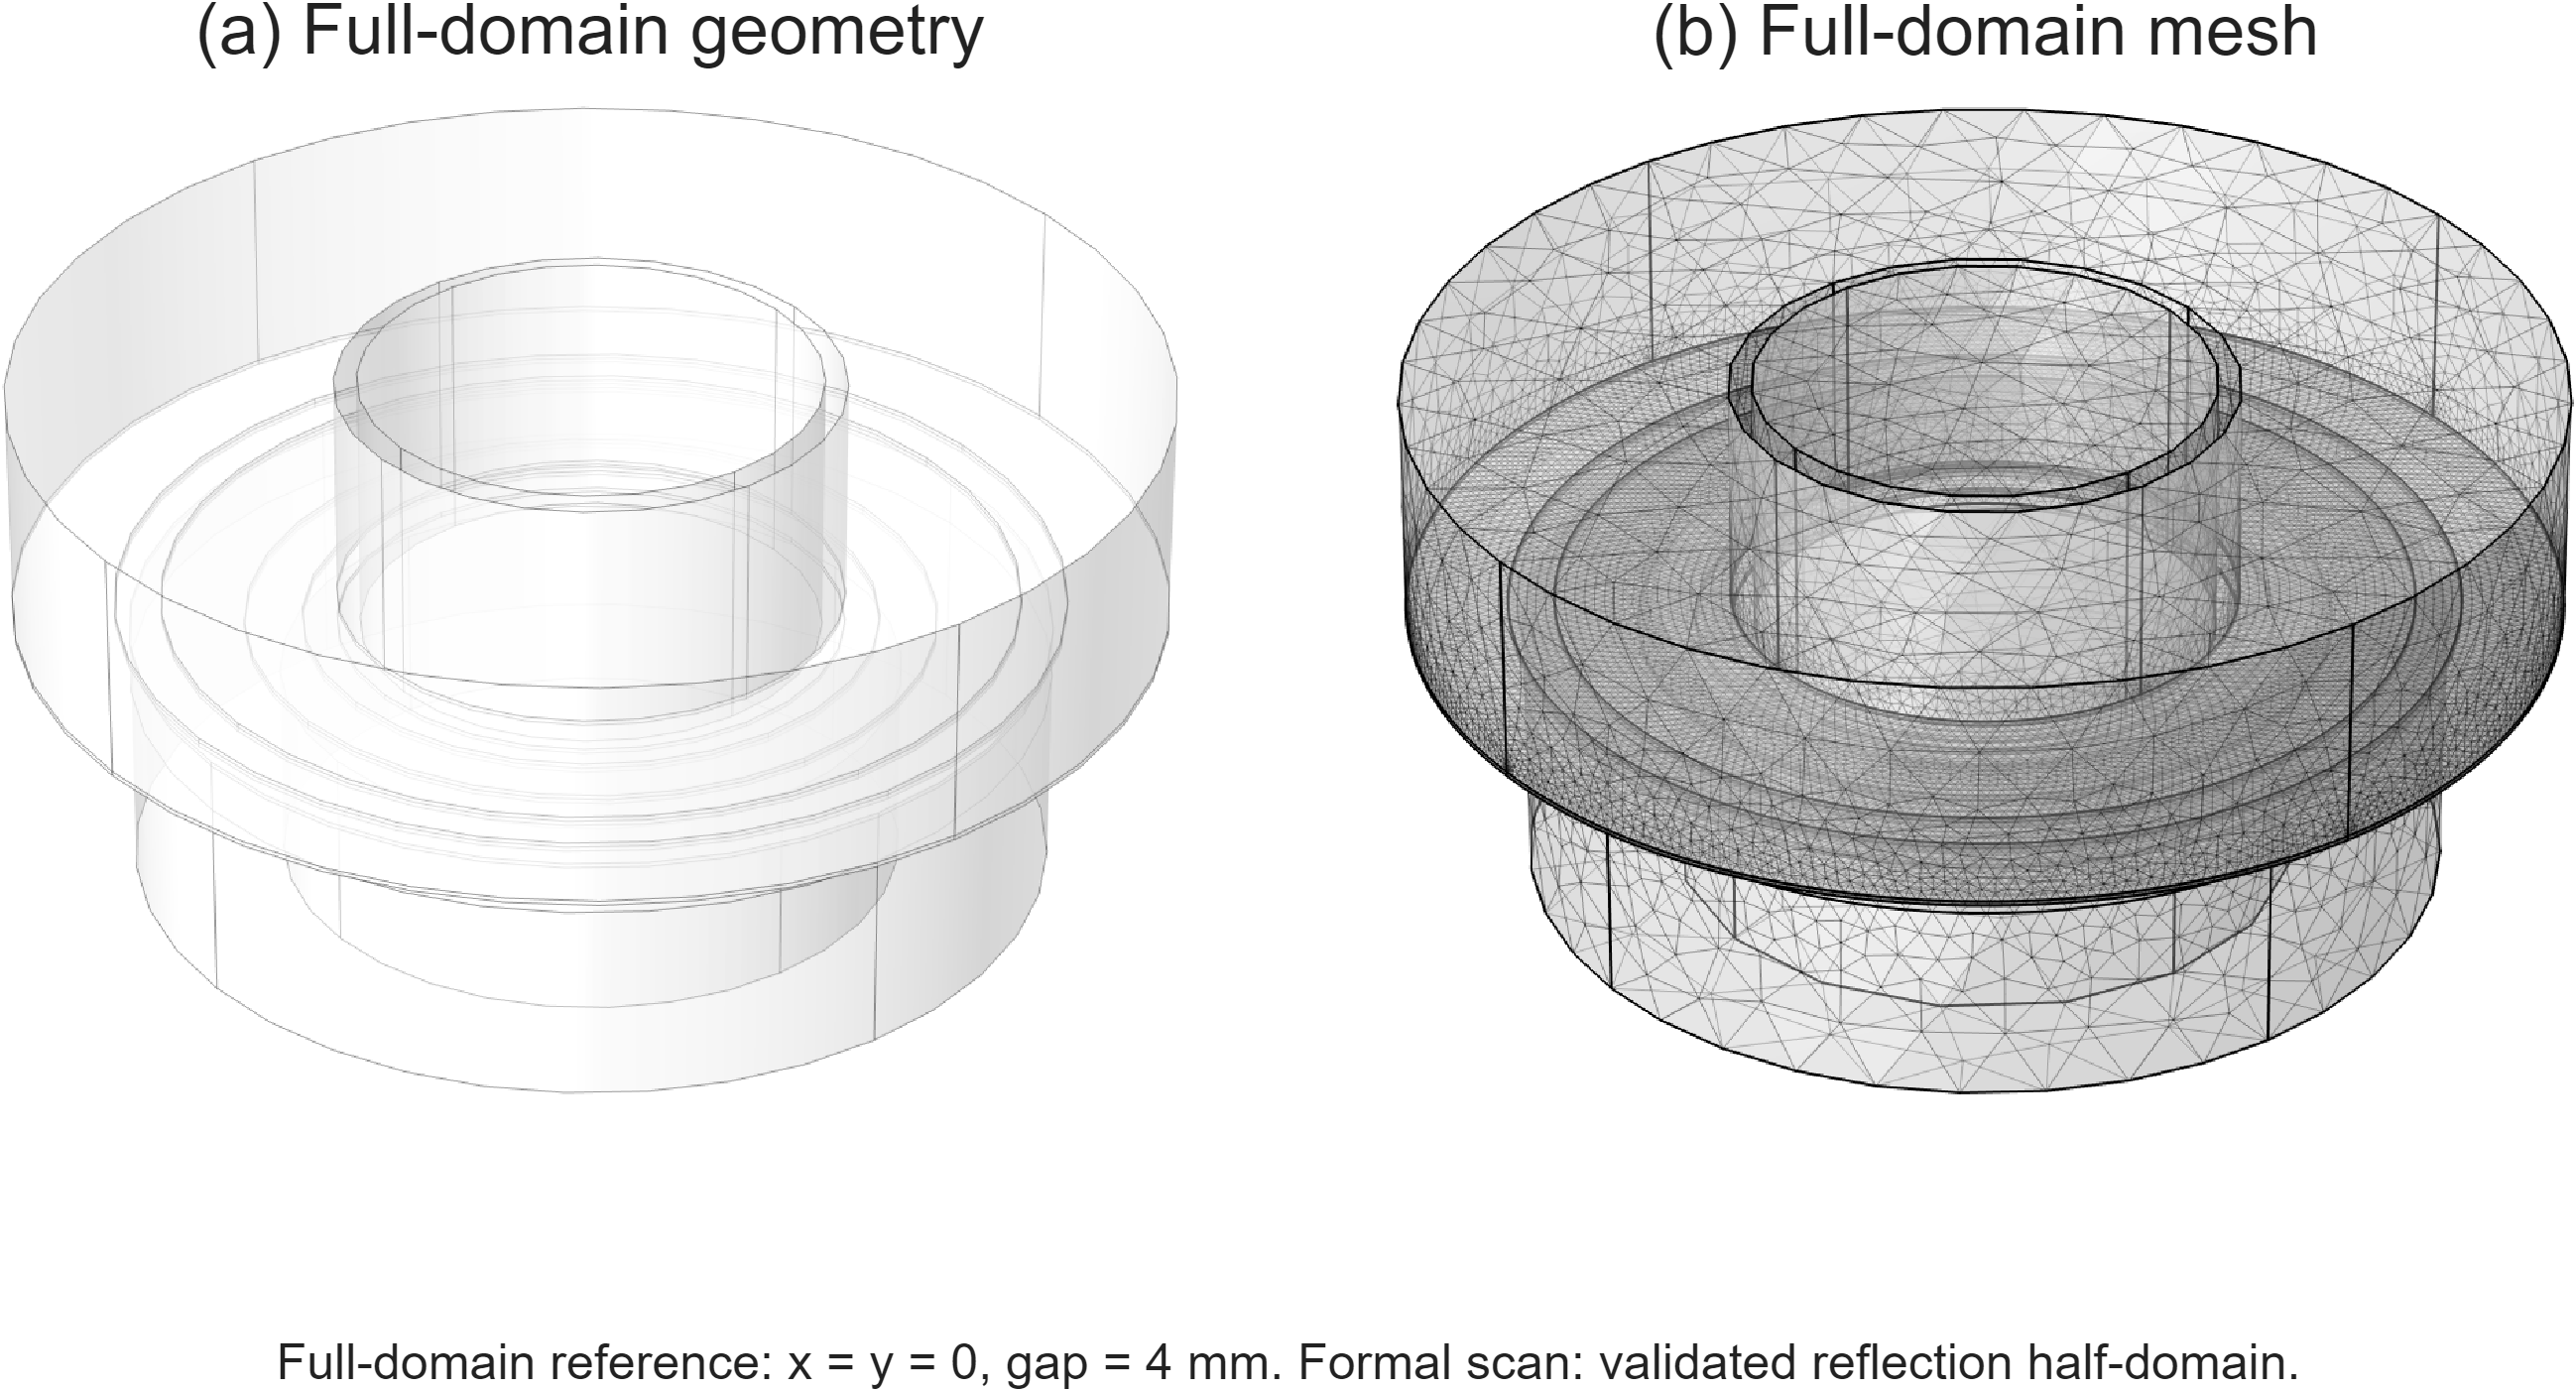 (a) Full-domain geometry
(b) Full-domain mesh
Full-domain reference: x = y = 0, gap = 4 mm. Formal scan: validated reflection half-domain.